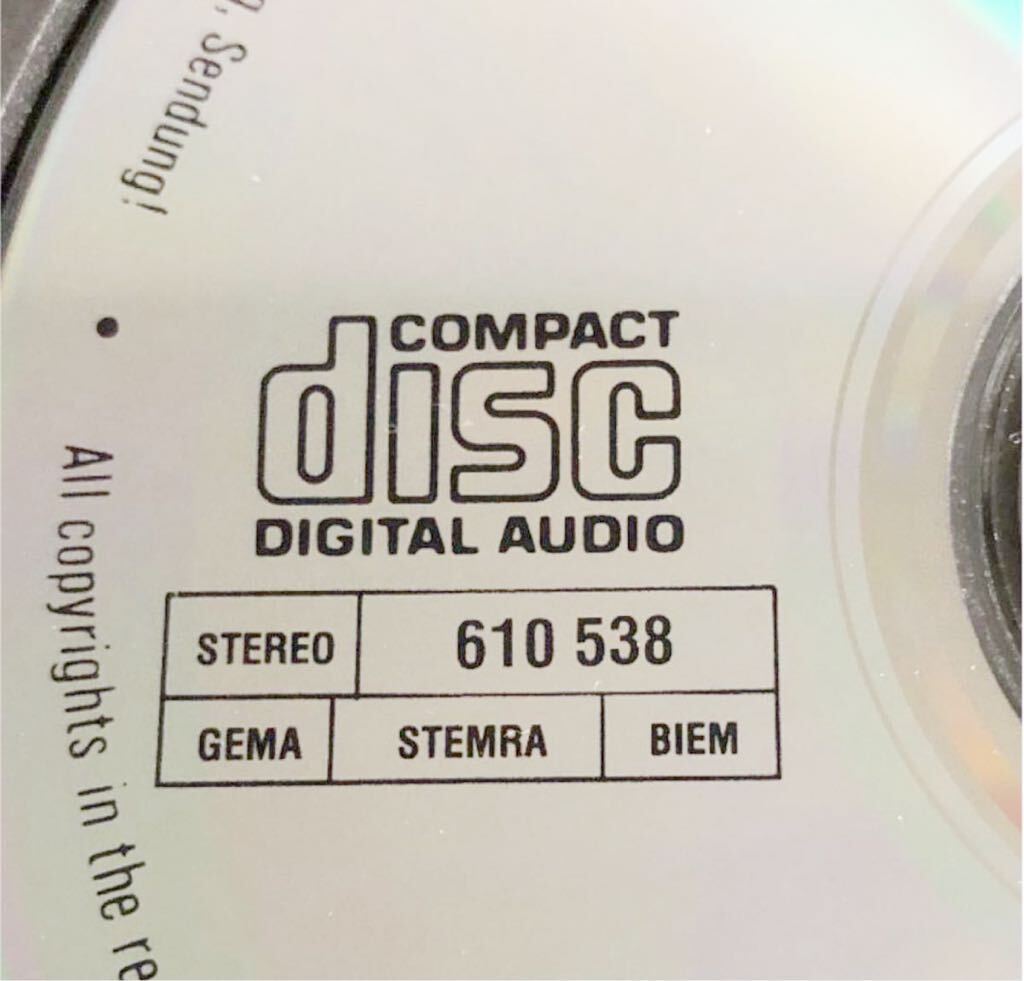 Sendung!
•
COMPACT
disc
DIGITAL AUDIO
STEREO 610 538
GEMA STEMRA BIEM
All copyrights in the